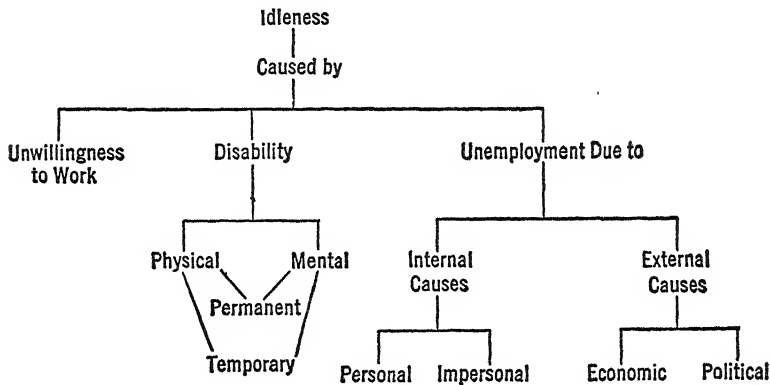 Idleness
Caused by
Unwillingness
to Work
Disability
Unemployment Due to
Physical
Mental
Permanent
Temporary
Internal
Causes
External
Causes
Personal
Impersonal
Economic
Political